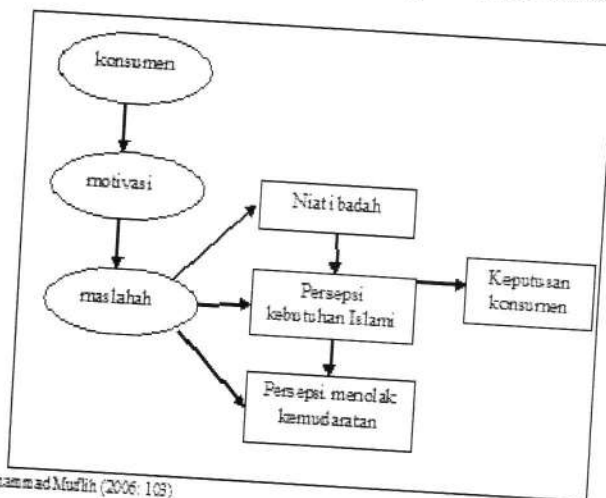 konsumen
motivasi
maslahah
Niat ibadah
Persepsi
kebutuhan Islami
Persepsi menolak
kemudaratan
Keputusan
konsumen
Muflih (2006: 103)